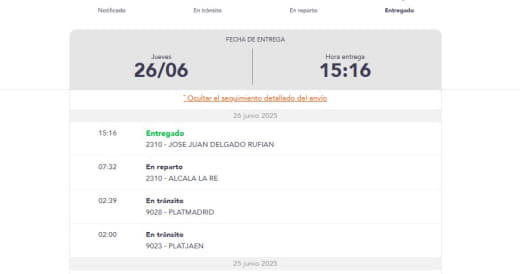 Notificado En tránsito En reparto Entregado
FECHA DE ENTREGA
Jueves Hora entrega
26/06 15:16
ˆ Ocultar el seguimiento detallado del envío
26 junio 2025
15:16 Entregado
2310 - JOSE JUAN DELGADO RUFIAN
07:32 En reparto
2310 - ALCALA LA RE
02:39 En tránsito
9028 - PLATMADRID
02:00 En tránsito
9023 - PLATJAEN
25 junio 2025